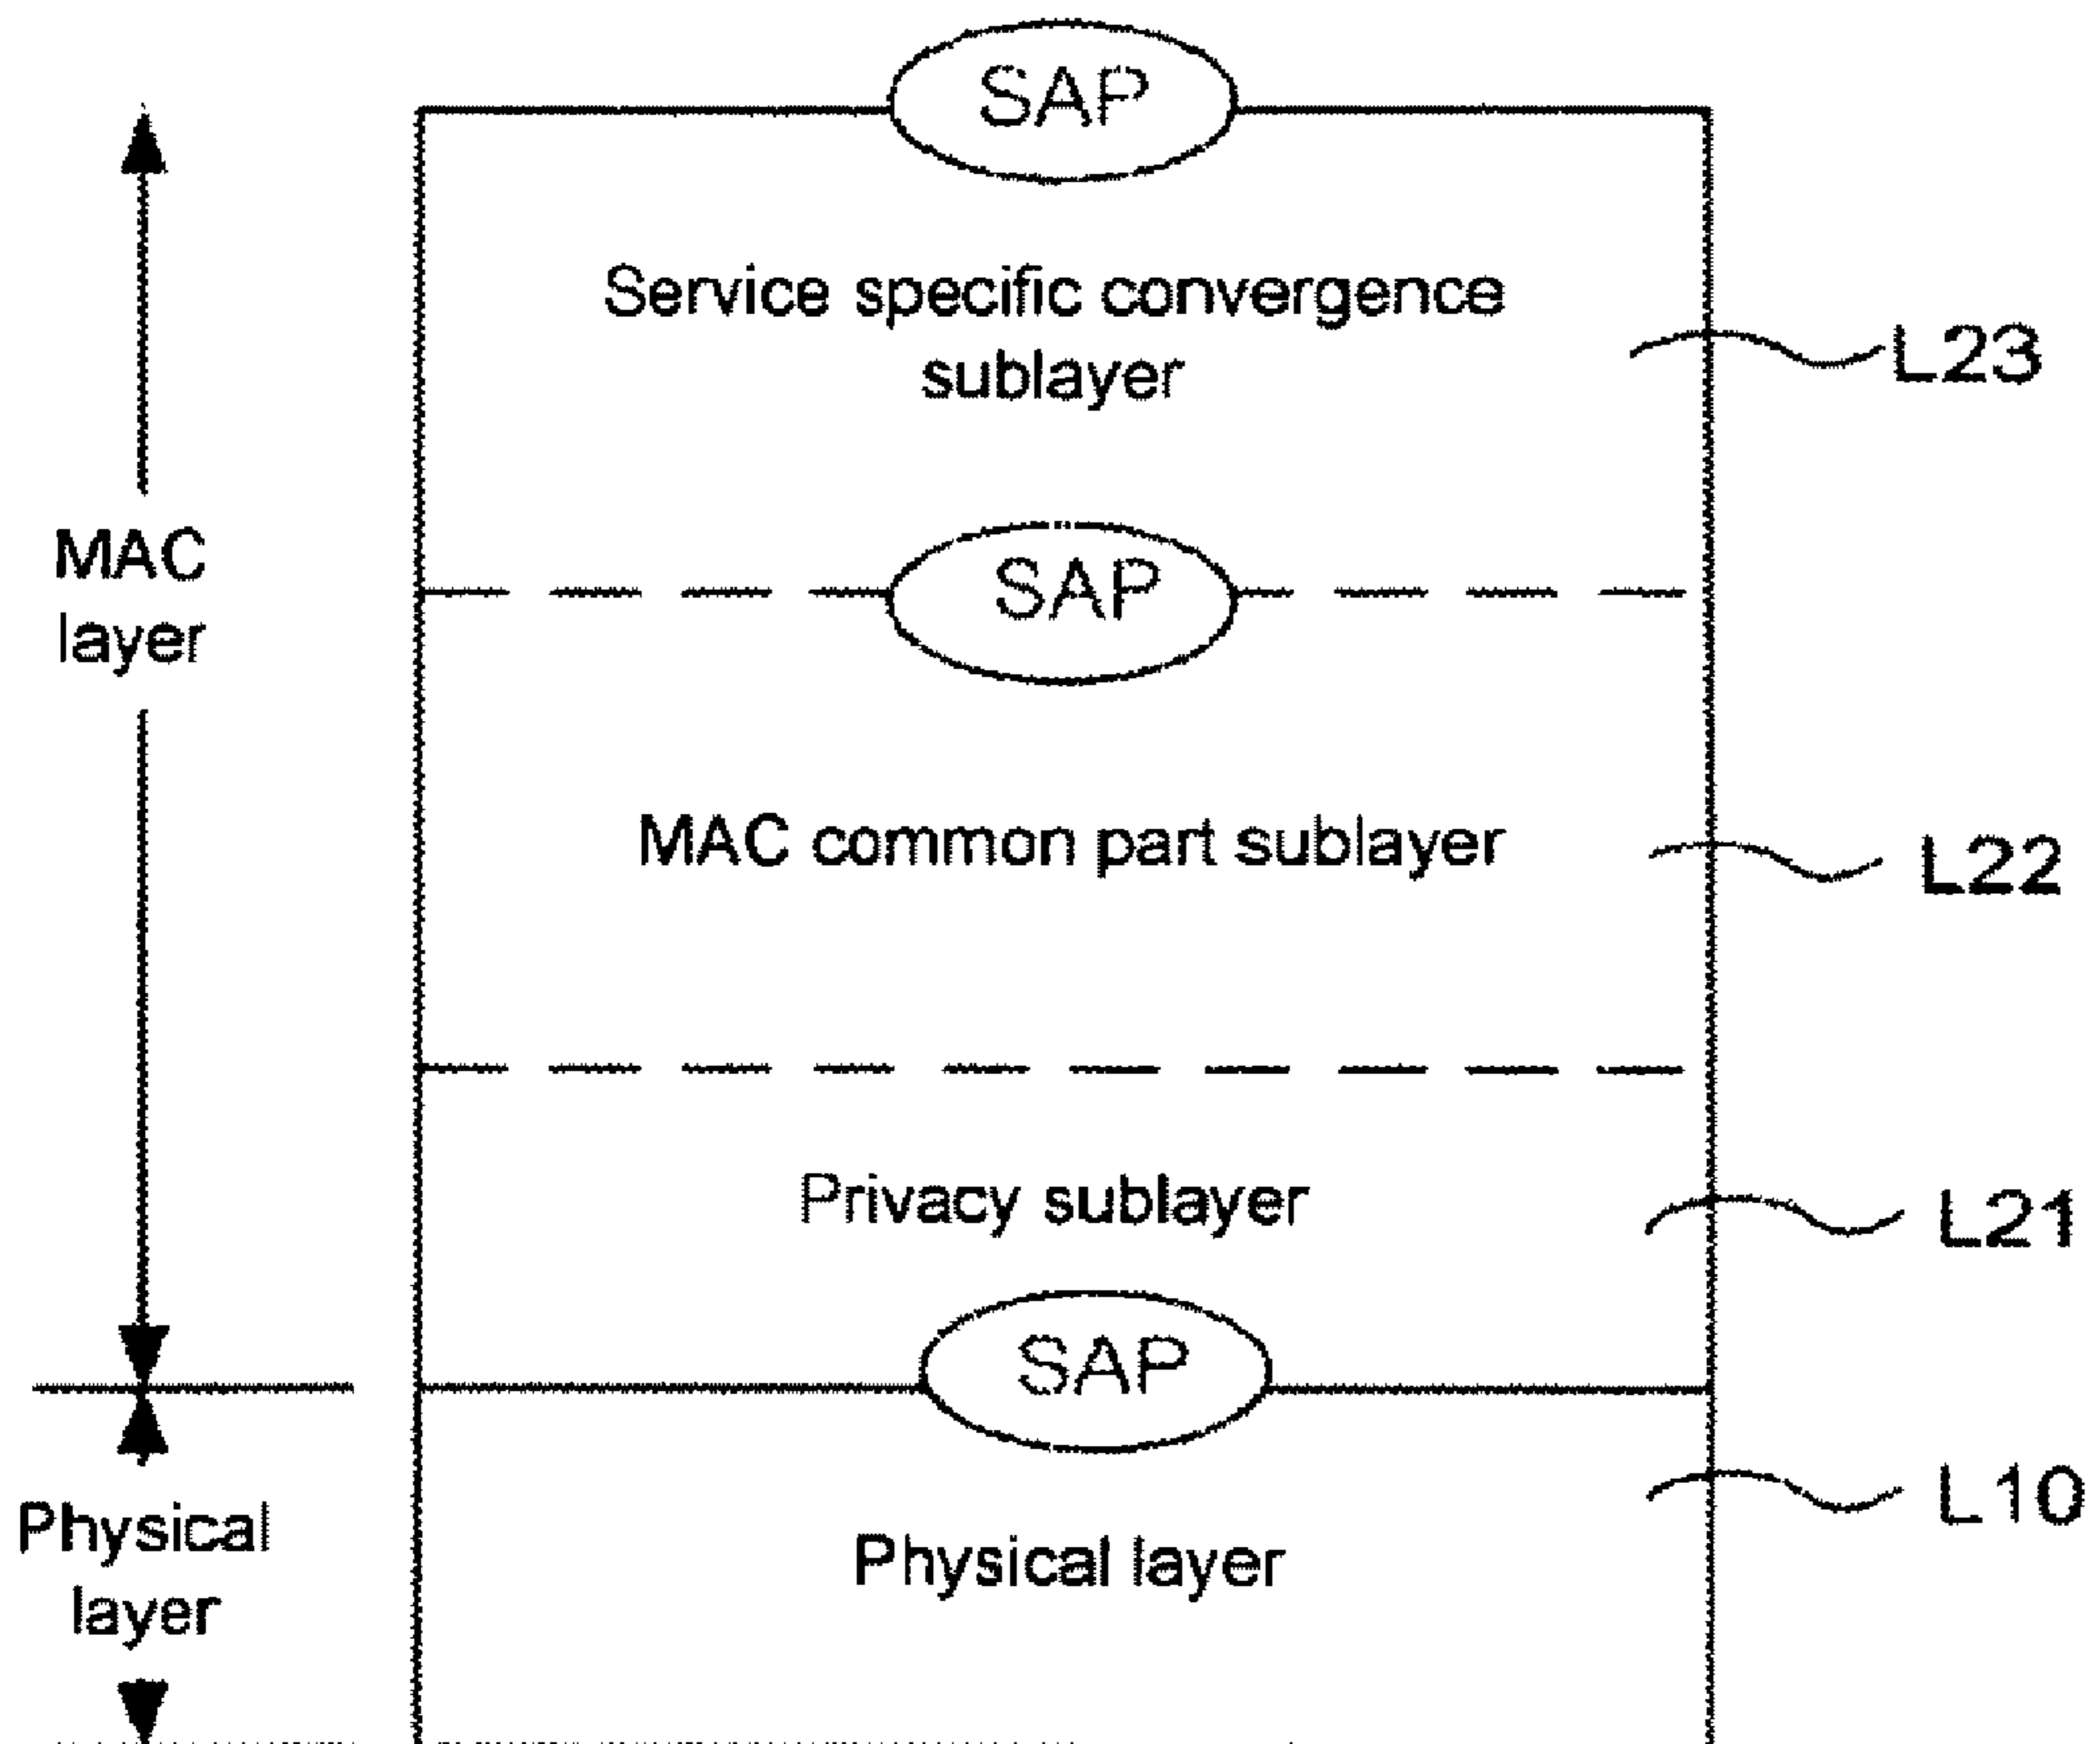 SAP
Service specific convergence
sublayer
L23
MAC
layer
SAP
MAC common part sublayer
L22
Privacy sublayer
L21
SAP
L10
Physical
layer
Physical layer